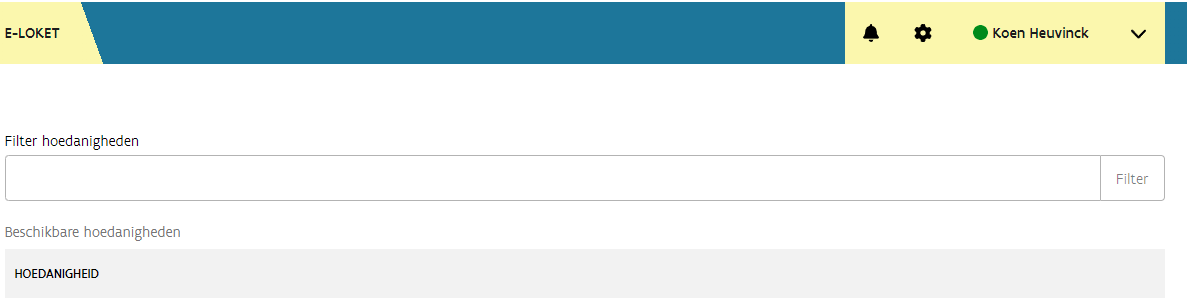 E-LOKET
Koen Heuvinck
Filter hoedanigheden
Filter
Beschikbare hoedanigheden
HOEDANIGHEID